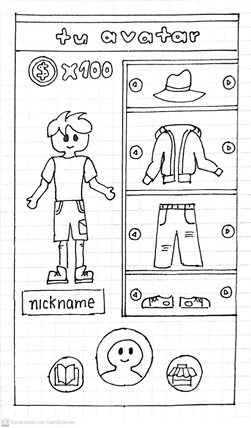 tu avatar
$ x100
nickname
Escaneado con CamScanner